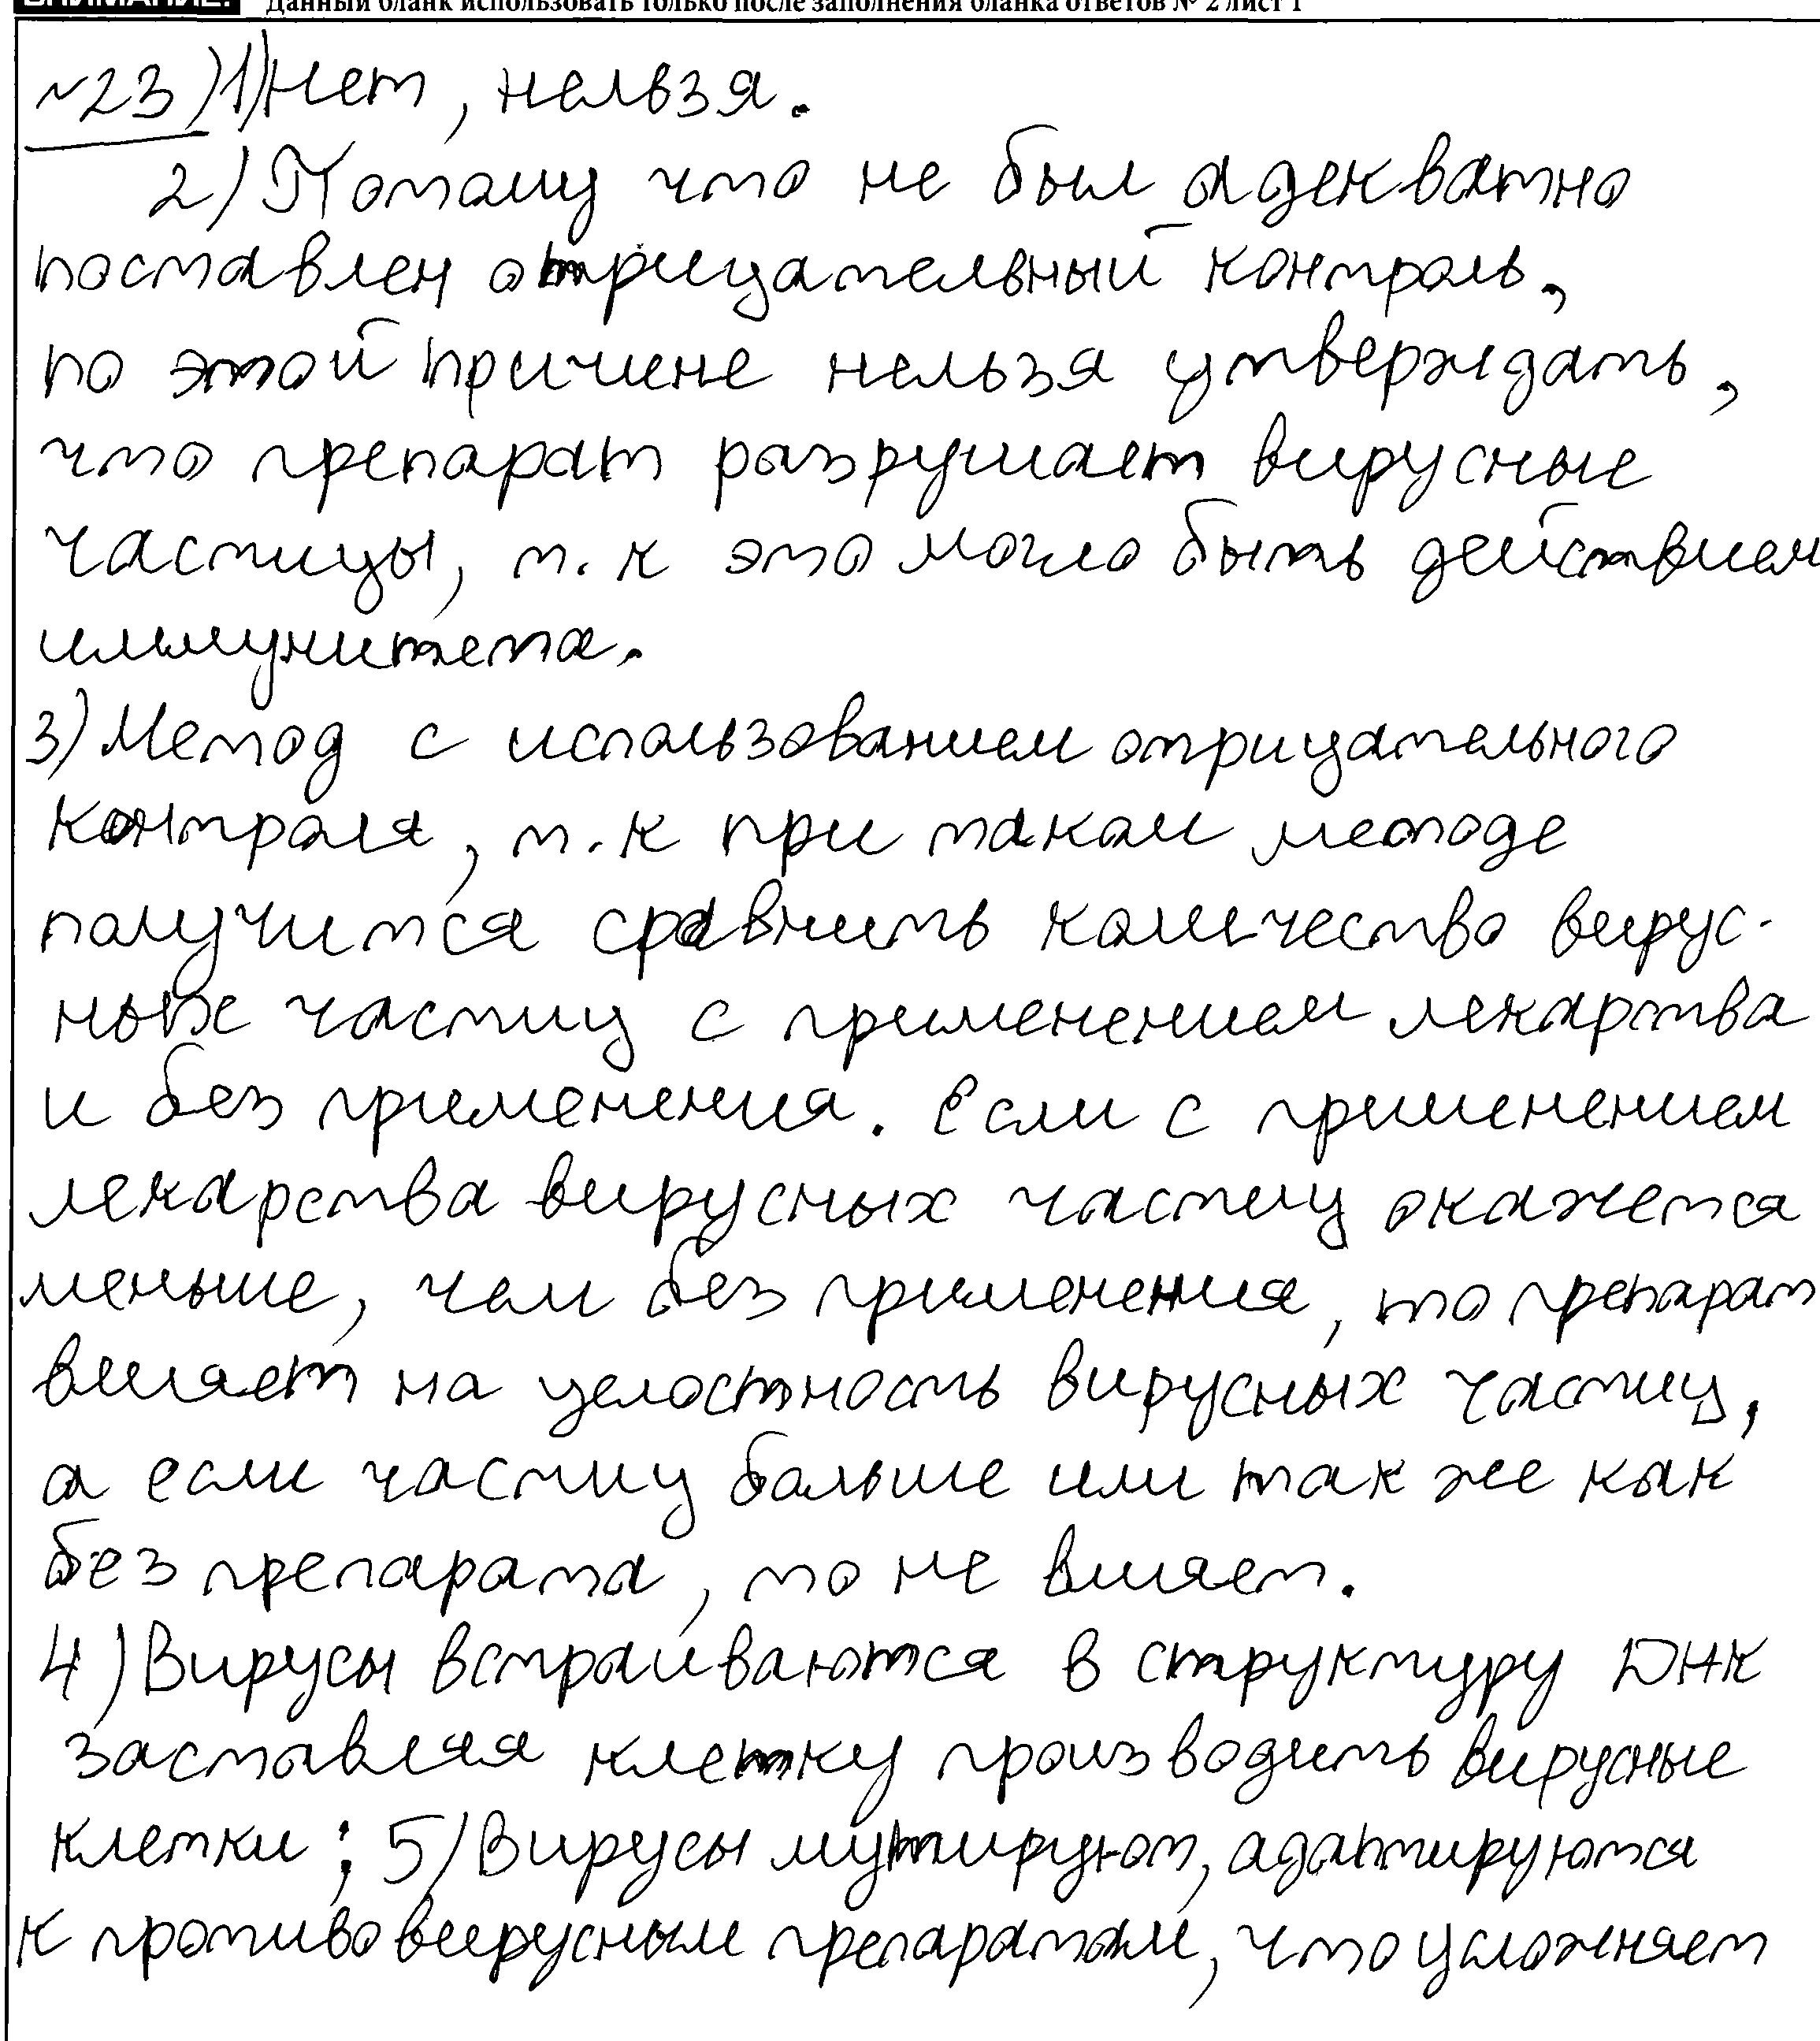 ВНИМАНИЕ! Данный бланк использовать только после заполнения бланка ответов № 2 лист 1
№23) 1) Нет, нельзя.
2) Потому что не был адекватно
поставлен отрицательный контроль,
по этой причине нельзя утверждать,
что препарат разрушает вирусные
частицы, т.к это могло быть действием
иммунитета.
3) Метод с использованием отрицательного
контроля, т.к при таком методе
получится сравнить количество вирус-
ных частиц с применением лекарства
и без применения. Если с применением
лекарства вирусных частиц окажется
меньше, чем без применения, то препарат
влияет на целостность вирусных частиц,
а если частиц больше или так же как
без препарата, то не влияет.
4) Вирусы встраиваются в структуру ДНК
заставляя клетку производить вирусные
клетки; 5) Вирусы мутируют, адаптируются
к противовирусным препаратам, что усложняет